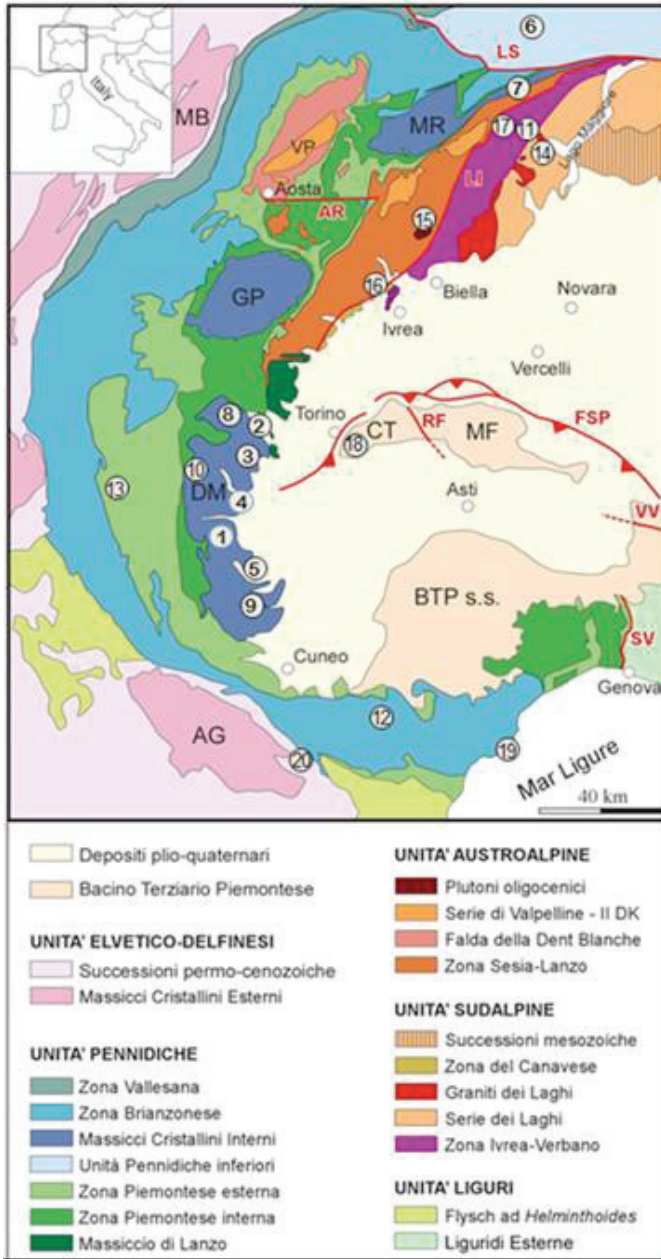 Italy
MB
LS
6
7
MR
17
11
14
Lago Maggiore
VP
Aosta
AR
LI
15
16
GP
Biella
Novara
Ivrea
Vercelli
Torino
8
2
CT
RF
MF
FSP
18
3
10
DM
13
4
Asti
VV
1
5
9
BTP s.s.
SV
Cuneo
Genova
12
AG
20
19
Mar Ligure
40 km
Depositi plio-quaternari
Bacino Terziario Piemontese
UNITA' ELVETICO-DELFINESI
Successioni permo-cenozoiche
Massicci Cristallini Esterni
UNITA' PENNIDICHE
Zona Vallesana
Zona Brianzonese
Massicci Cristallini Interni
Unità Pennidiche inferiori
Zona Piemontese esterna
Zona Piemontese interna
Massiccio di Lanzo
UNITA' AUSTROALPINE
Plutoni oligocenici
Serie di Valpelline - II DK
Falda della Dent Blanche
Zona Sesia-Lanzo
UNITA' SUDALPINE
Successioni mesozoiche
Zona del Canavese
Graniti dei Laghi
Serie dei Laghi
Zona Ivrea-Verbano
UNITA' LIGURI
Flysch ad Helminthoides
Liguridi Esterne